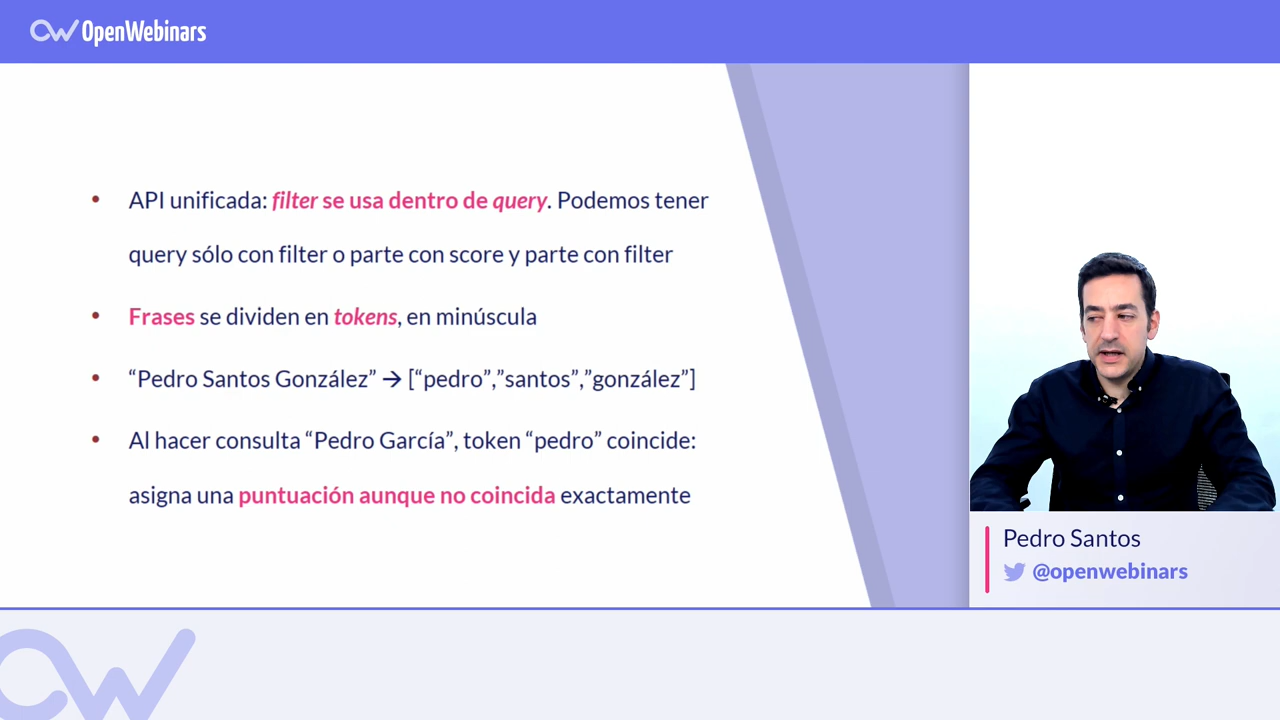 OpenWebinars
• API unificada: filter se usa dentro de query. Podemos tener
query sólo con filter o parte con score y parte con filter
• Frases se dividen en tokens, en minúscula
• “Pedro Santos González” → [“pedro”,”santos”,”gonzález”]
• Al hacer consulta “Pedro García”, token “pedro” coincide:
asigna una puntuación aunque no coincida exactamente
Pedro Santos
@openwebinars